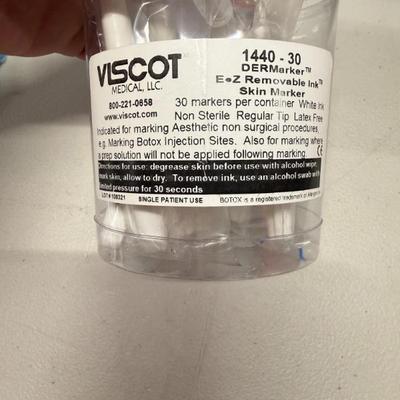 VISCOT™
MEDICAL, LLC.
800-221-0658
www.viscot.com
1440 - 30
DERMarker™
E•Z Removable Ink™
Skin Marker
30 markers per container White Ink
Non Sterile Regular Tip Latex Free
Indicated for marking Aesthetic non surgical procedures,
e.g. Marking Botox Injection Sites. Also for marking where
a prep solution will not be applied following marking. CE
Directions for use: degrease skin before use with alcohol wipe,
mark skin, allow to dry. To remove ink, use an alcohol swab with
limited pressure for 30 seconds
LOT# 108321 SINGLE PATIENT USE BOTOX is a registered trademark of